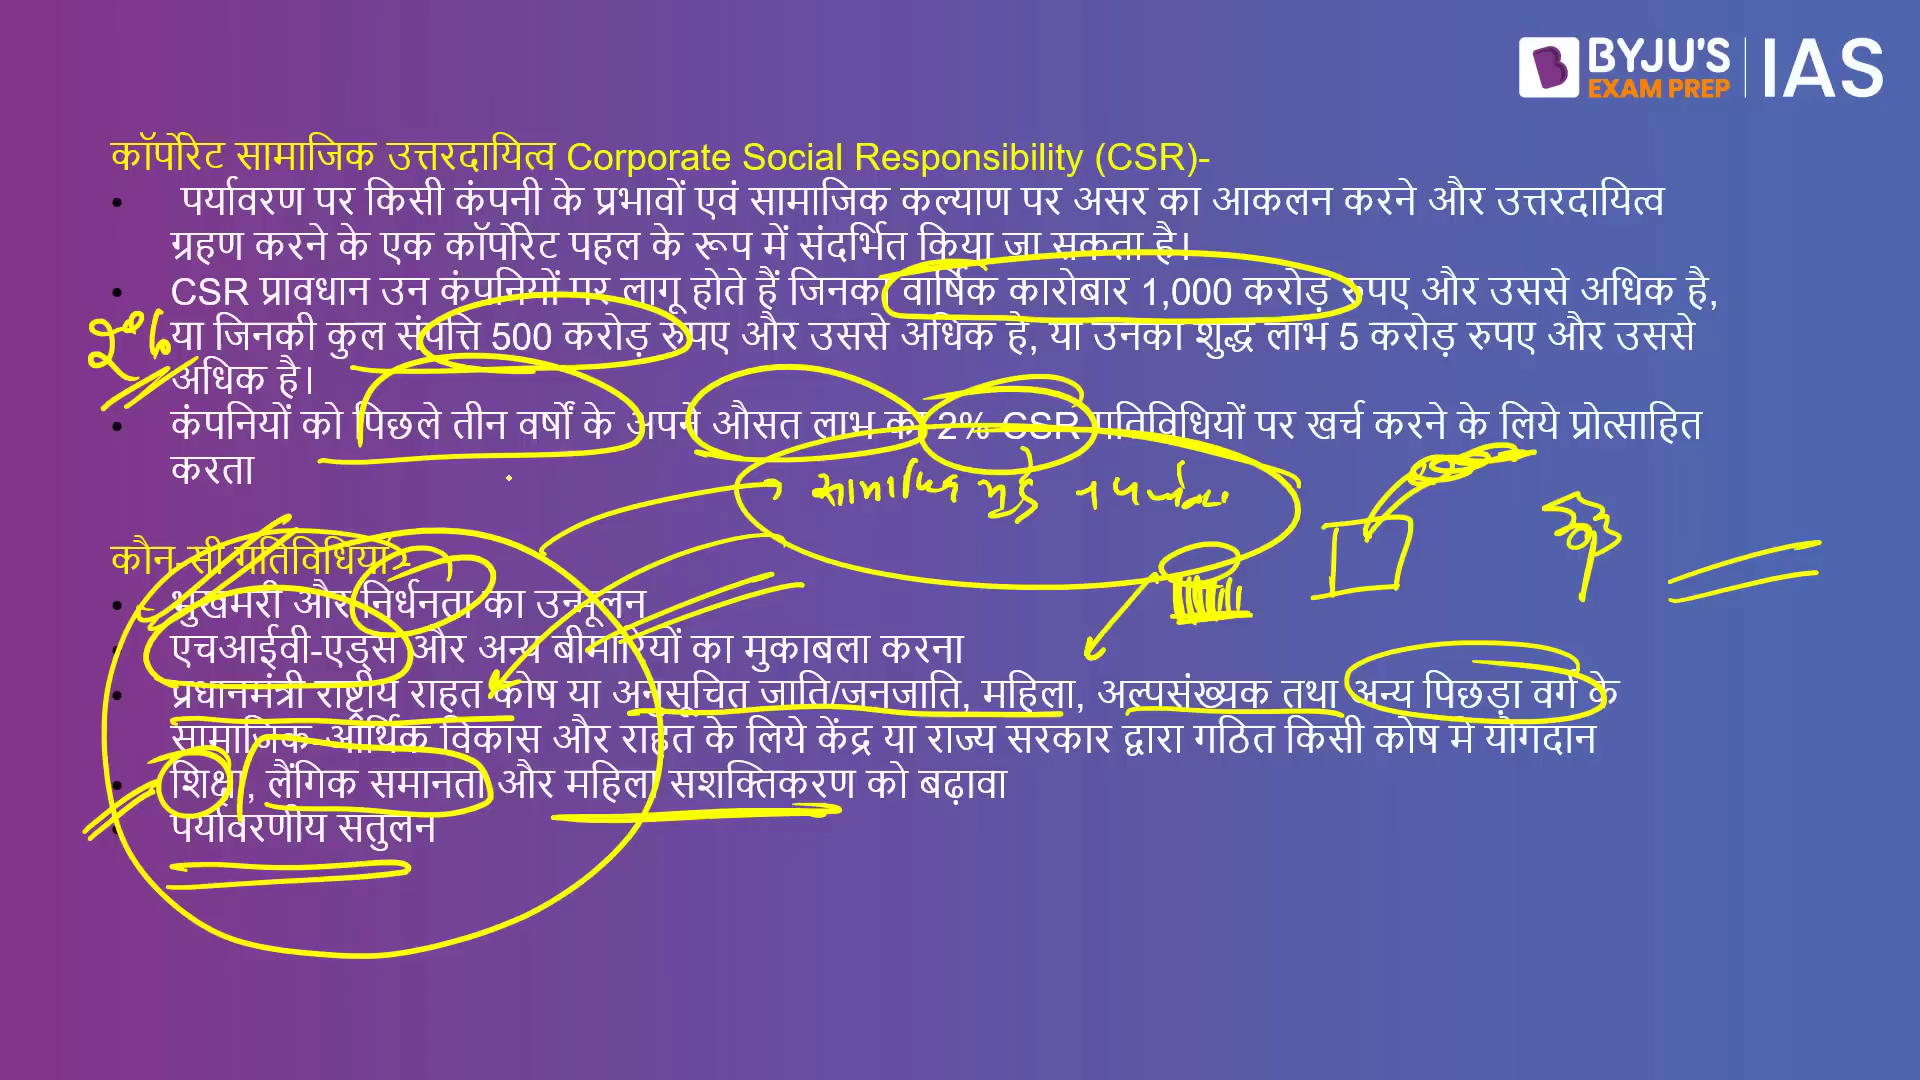 BYJU'S
EXAM PREP
IAS
कॉर्पोरेट सामाजिक उत्तरदायित्व Corporate Social Responsibility (CSR)-
पर्यावरण पर किसी कंपनी के प्रभावों एवं सामाजिक कल्याण पर असर का आकलन करने और उत्तरदायित्व
ग्रहण करने के एक कॉर्पोरेट पहल के रूप में संदर्भित किया जा सकता है।
CSR प्रावधान उन कंपनियों पर लागू होते हैं जिनका वार्षिक कारोबार 1,000 करोड़ रुपए और उससे अधिक है,
या जिनकी कुल संपत्ति 500 करोड़ रुपए और उससे अधिक है, या उनका शुद्ध लाभ 5 करोड़ रुपए और उससे
अधिक है।
2%
कंपनियों को पिछले तीन वर्षों के अपने औसत लाभ का 2% CSR गतिविधियों पर खर्च करने के लिये प्रोत्साहित
करता
सामाजिक मुद्दे
कौन-सी गतिविधियाँ-
भुखमरी और निर्धनता का उन्मूलन
एचआईवी-एड्स और अन्य बीमारियों का मुकाबला करना
प्रधानमंत्री राष्ट्रीय राहत कोष या अनुसूचित जाति/जनजाति, महिला, अल्पसंख्यक तथा अन्य पिछड़ा वर्ग के
सामाजिक-आर्थिक विकास और राहत के लिये केंद्र या राज्य सरकार द्वारा गठित किसी कोष में योगदान
शिक्षा, लैंगिक समानता और महिला सशक्तिकरण को बढ़ावा
पर्यावरणीय संतुलन